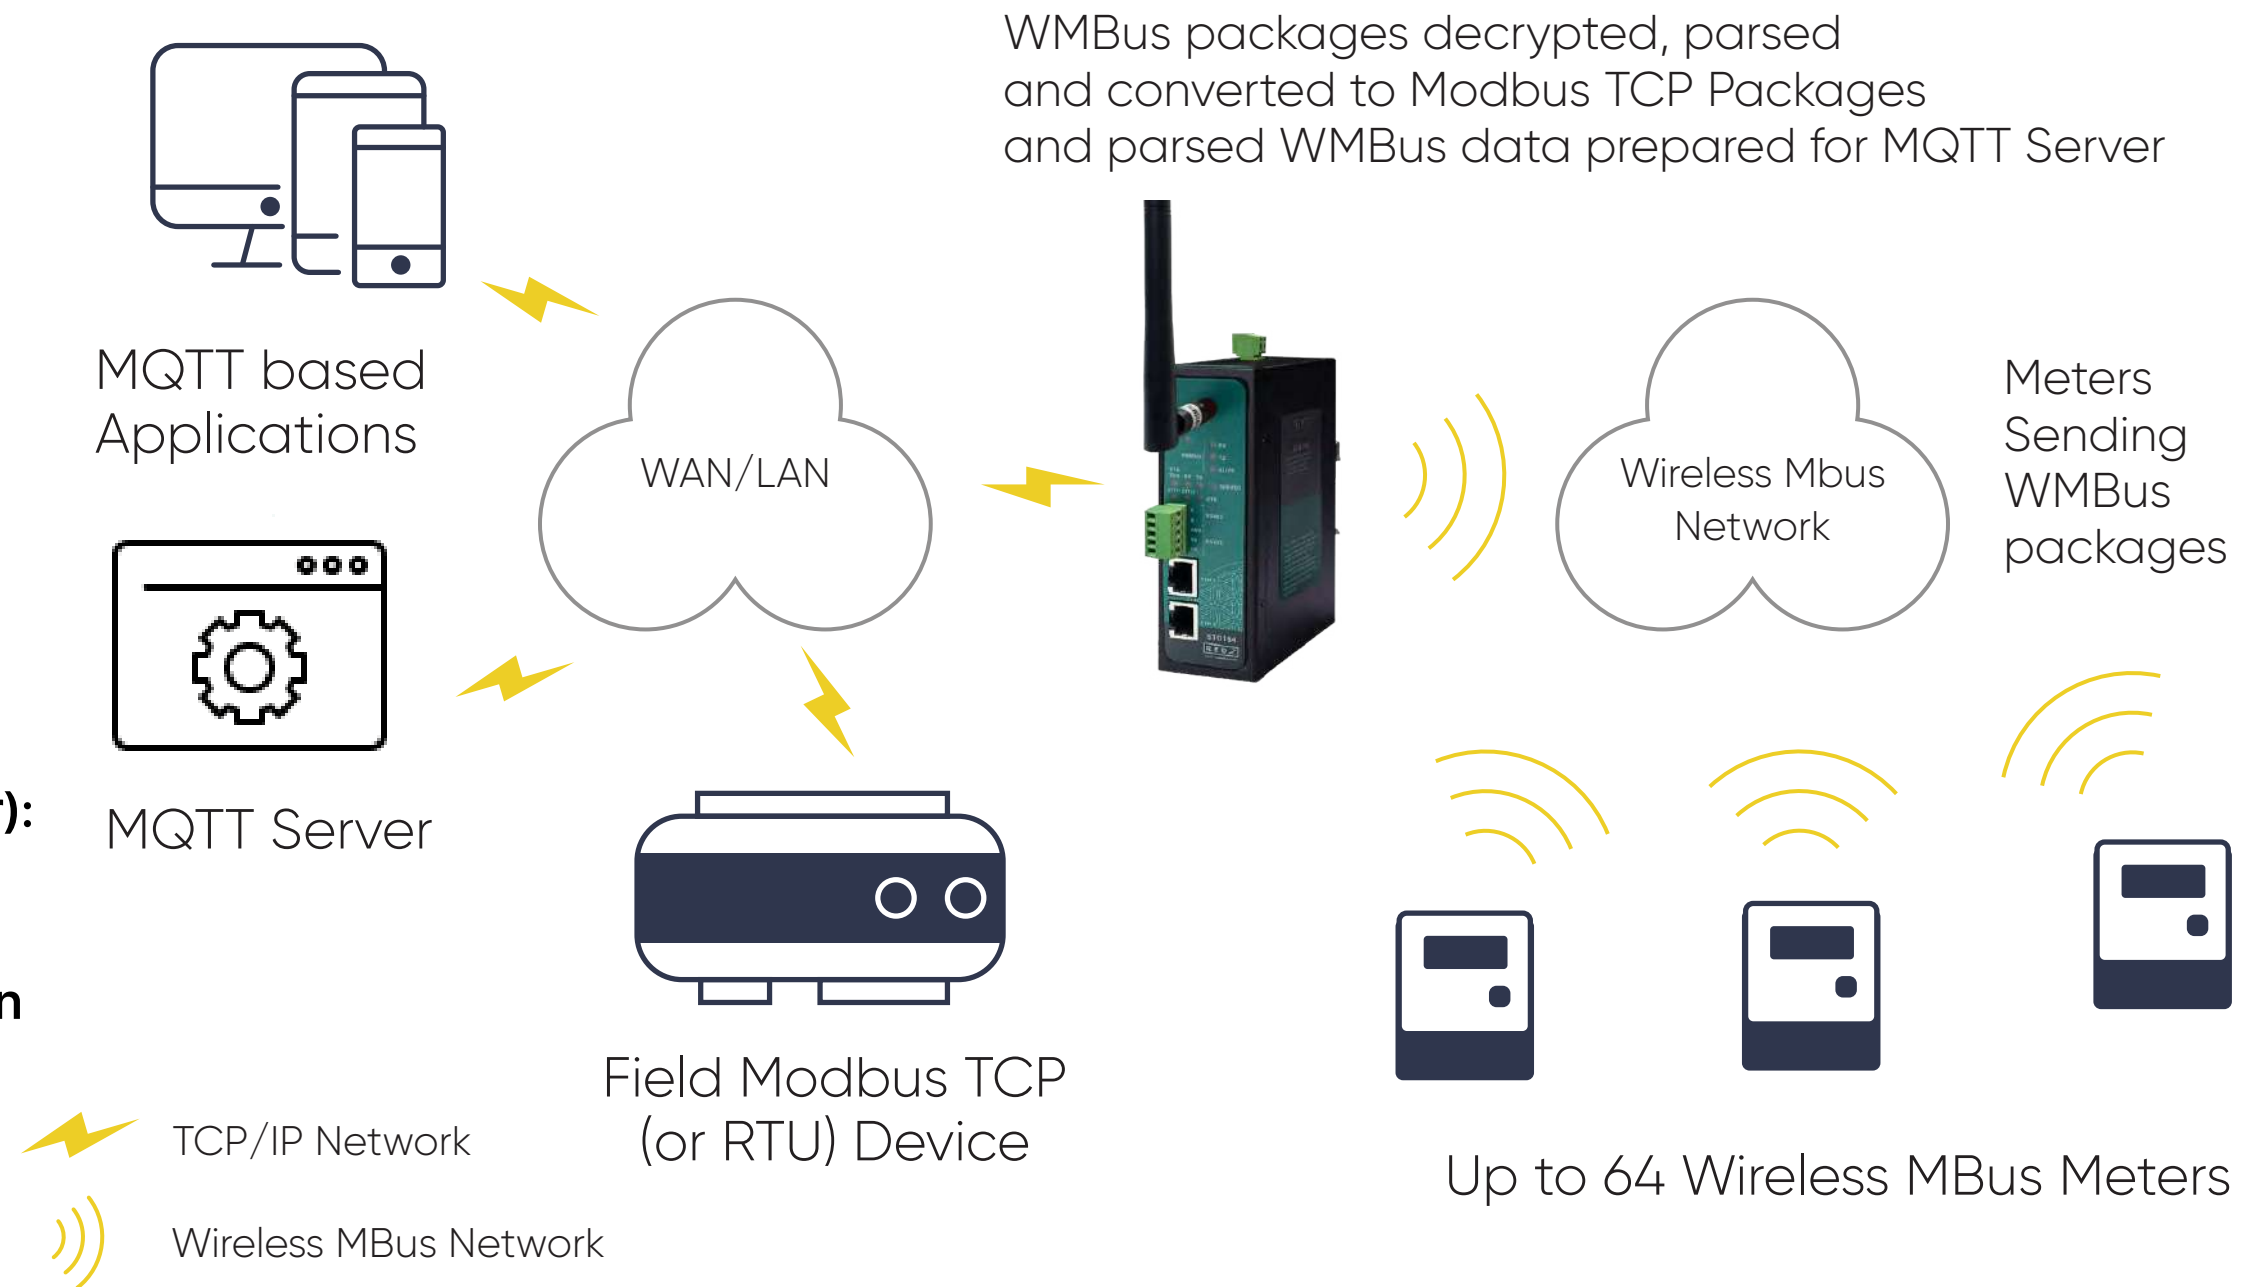 WMBus packages decrypted, parsed
and converted to Modbus TCP Packages
and parsed WMBus data prepared for MQTT Server
MQTT based
Applications
WAN/LAN
Wireless Mbus
Network
Meters
Sending
WMBus
packages
MQTT Server
):
n
Field Modbus TCP
(or RTU) Device
Up to 64 Wireless MBus Meters
TCP/IP Network
Wireless MBus Network